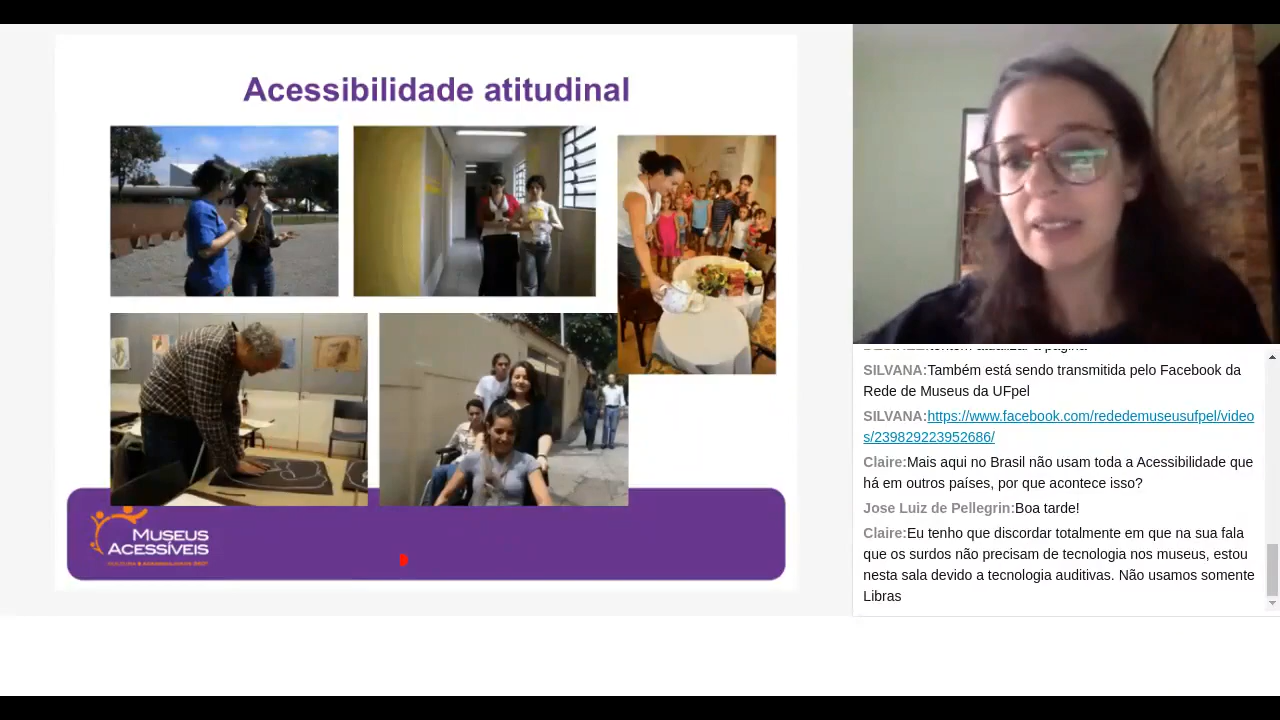 Acessibilidade atitudinal
MUSEUS
ACESSÍVEIS
SILVANA:Também está sendo transmitida pelo Facebook da
Rede de Museus da UFpel
SILVANA:https://www.facebook.com/rededemuseusufpel/video
s/239829223952686/
Claire:Mais aqui no Brasil não usam toda a Acessibilidade que
há em outros países, por que acontece isso?
Jose Luiz de Pellegrin:Boa tarde!
Claire:Eu tenho que discordar totalmente em que na sua fala
que os surdos não precisam de tecnologia nos museus, estou
nesta sala devido a tecnologia auditivas. Não usamos somente
Libras